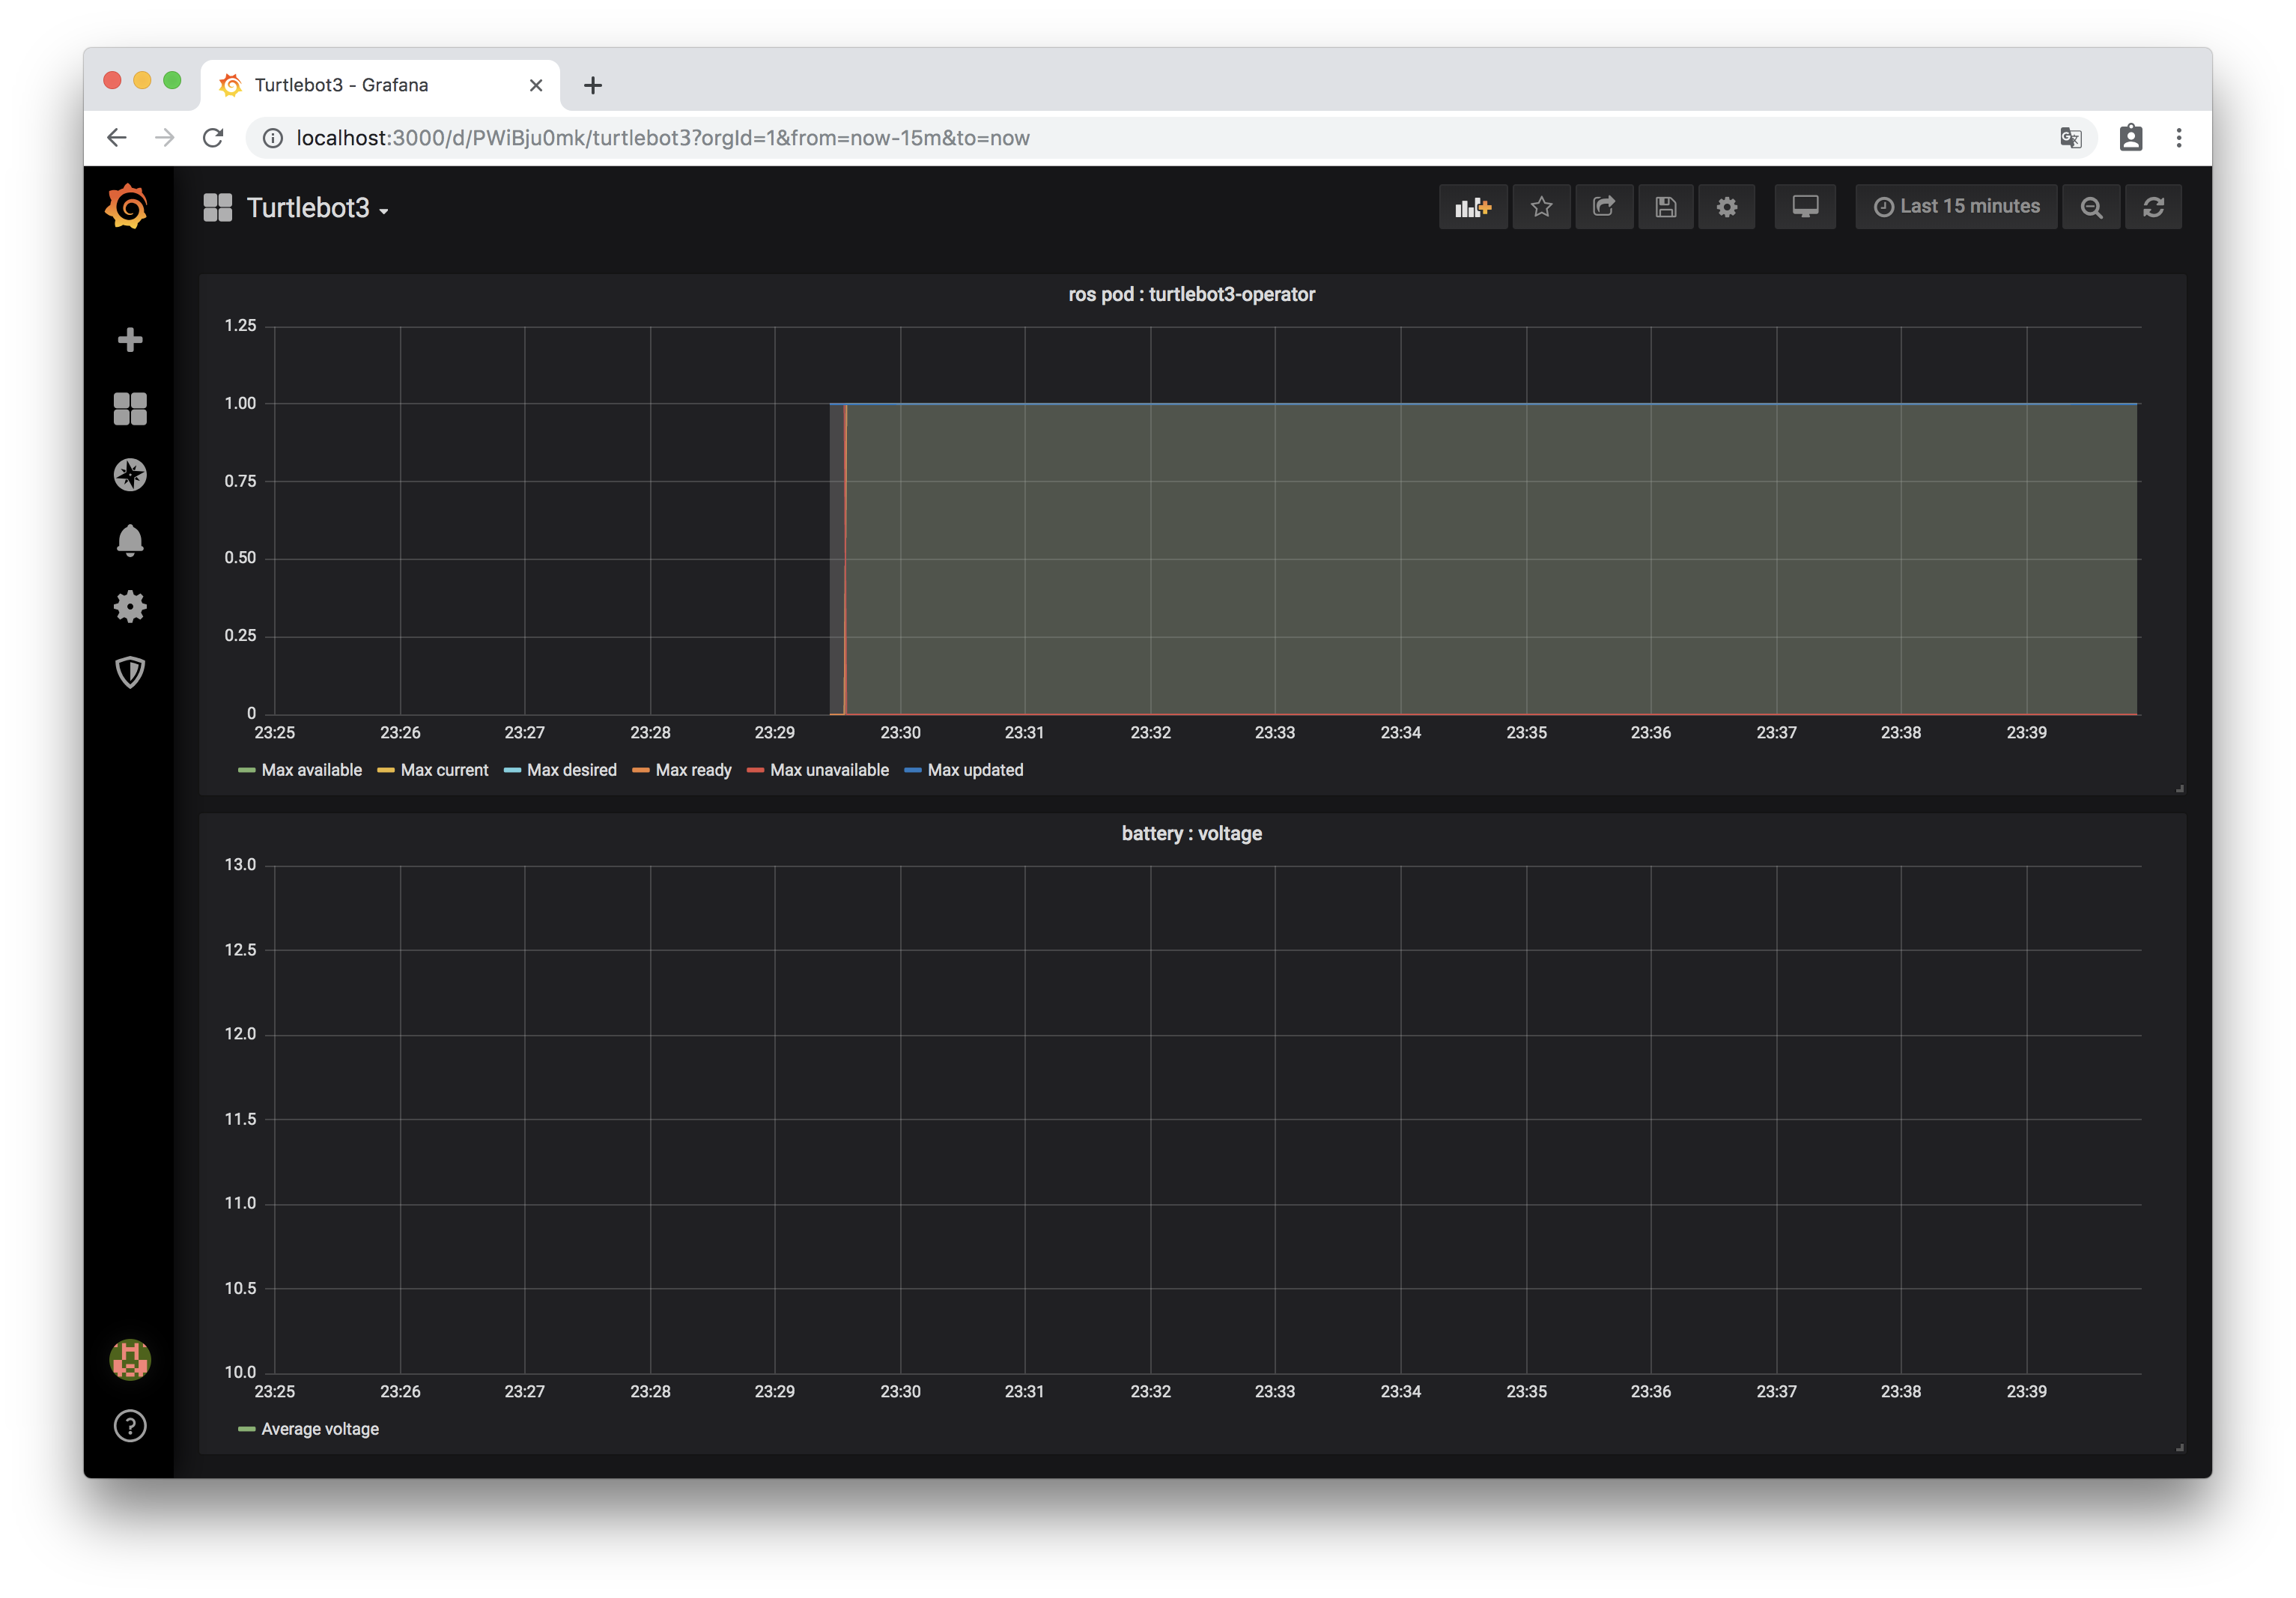 Turtlebot3 - Grafana
localhost:3000/d/PWiBju0mk/turtlebot3?orgId=1&from=now-15m&to=now
Turtlebot3
Last 15 minutes
ros pod : turtlebot3-operator
1.25
1.00
0.75
0.50
0.25
0
23:25 23:26 23:27 23:28 23:29 23:30 23:31 23:32 23:33 23:34 23:35 23:36 23:37 23:38 23:39
Max available Max current Max desired Max ready Max unavailable Max updated
battery : voltage
13.0
12.5
12.0
11.5
11.0
10.5
10.0
23:25 23:26 23:27 23:28 23:29 23:30 23:31 23:32 23:33 23:34 23:35 23:36 23:37 23:38 23:39
Average voltage